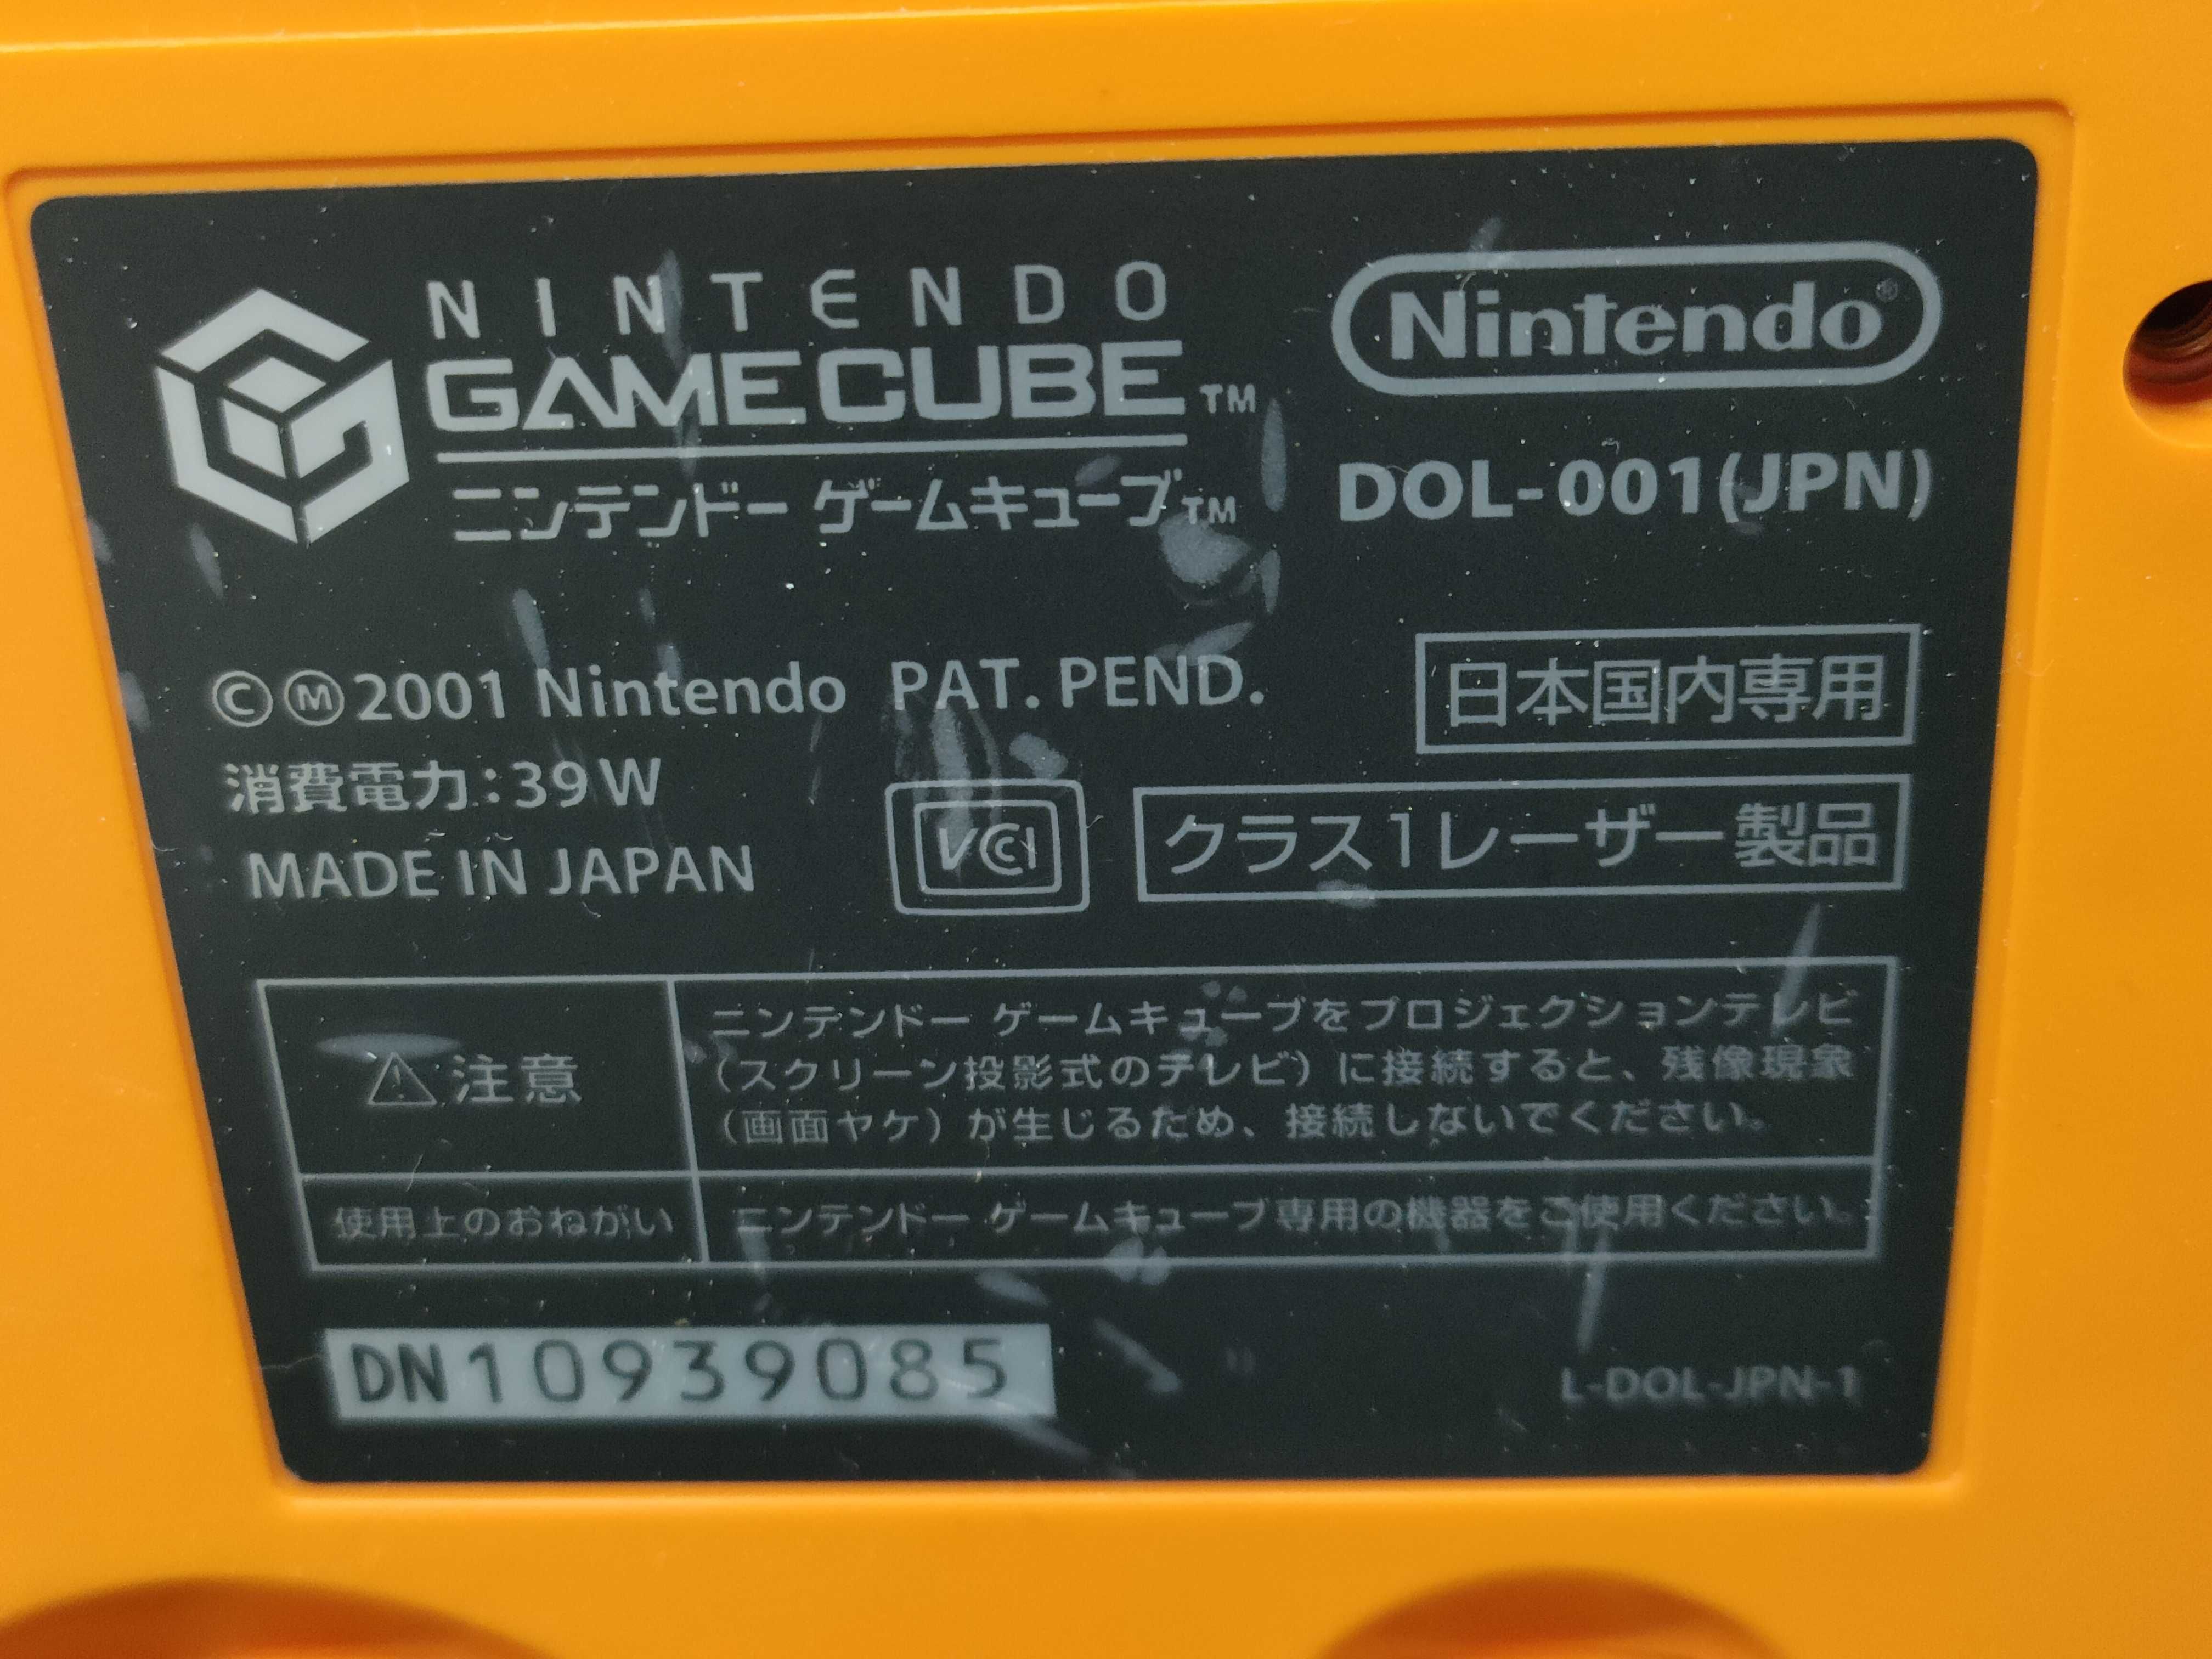 NINTENDO
GAMECUBE TM
ニンテンドー ゲームキューブ TM
Nintendo®
DOL-001(JPN)
©Ⓜ2001 Nintendo PAT. PEND.
日本国内専用
消費電力:39W
MADE IN JAPAN
VCCI
クラス1レーザー製品
⚠注意
ニンテンドー ゲームキューブをプロジェクションテレビ
(スクリーン投影式のテレビ)に接続すると、残像現象
(画面ヤケ)が生じるため、接続しないでください。
使用上のおねがい
ニンテンドー ゲームキューブ専用の機器をご使用ください。
DN10939085
L-DOL-JPN-1